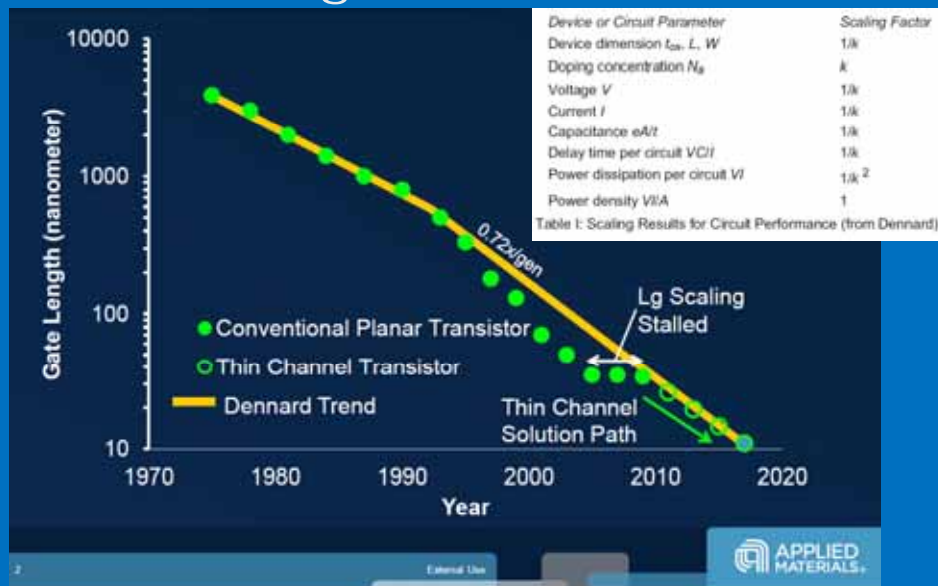 Device or Circuit Parameter Scaling Factor
Device dimension tox, L, W 1/k
Doping concentration Na k
Voltage V 1/k
Current I 1/k
Capacitance eA/t 1/k
Delay time per circuit VC/I 1/k
Power dissipation per circuit VI 1/k 2
Power density VI/A 1
Table I: Scaling Results for Circuit Performance (from Dennard)
Gate Length (nanometer)
10000
1000
100
10
0.72x/gen
Lg Scaling
Stalled
Conventional Planar Transistor
Thin Channel Transistor
Dennard Trend
Thin Channel
Solution Path
1970 1980 1990 2000 2010 2020
Year
2
External Use
APPLIED
MATERIALS